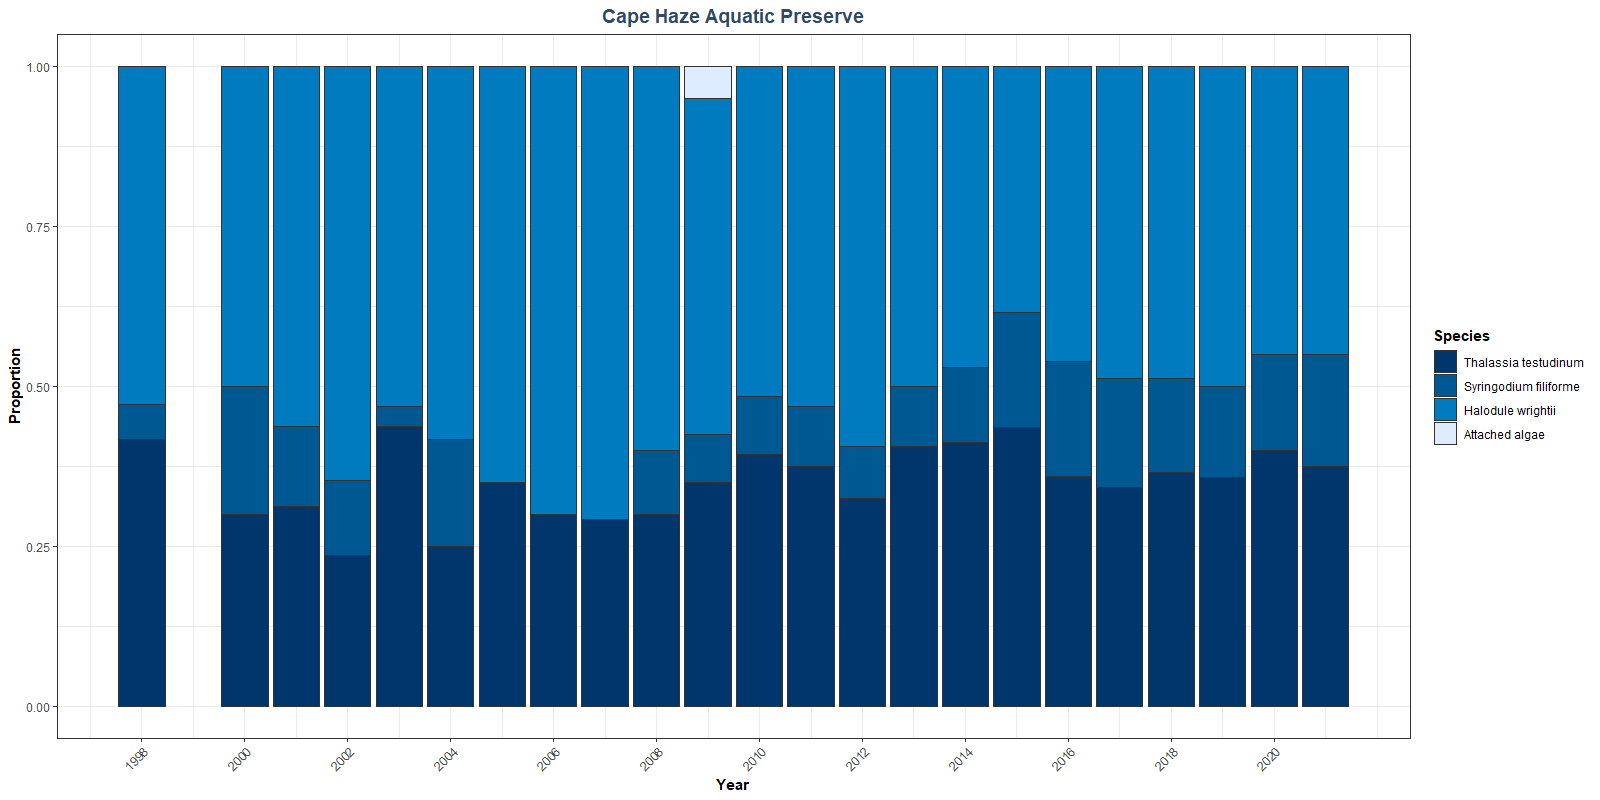 Cape Haze Aquatic Preserve
1.00
0.75
0.50
0.25
0.00
Proportion
1998
2000
2002
2004
2006
2008
2010
2012
2014
2016
2018
2020
Year
Species
Thalassia testudinum
Syringodium filiforme
Halodule wrightii
Attached algae